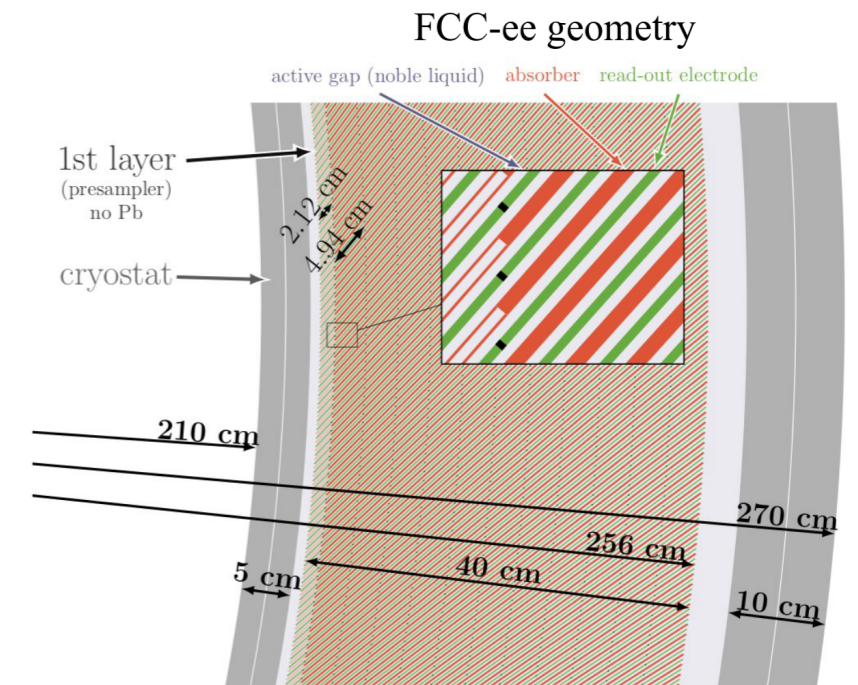 FCC-ee geometry
active gap (noble liquid) absorber read-out electrode
1st layer
(presampler)
no Pb
2.12 cm
4.94 cm
cryostat
210 cm
270 cm
256 cm
40 cm
5 cm
10 cm